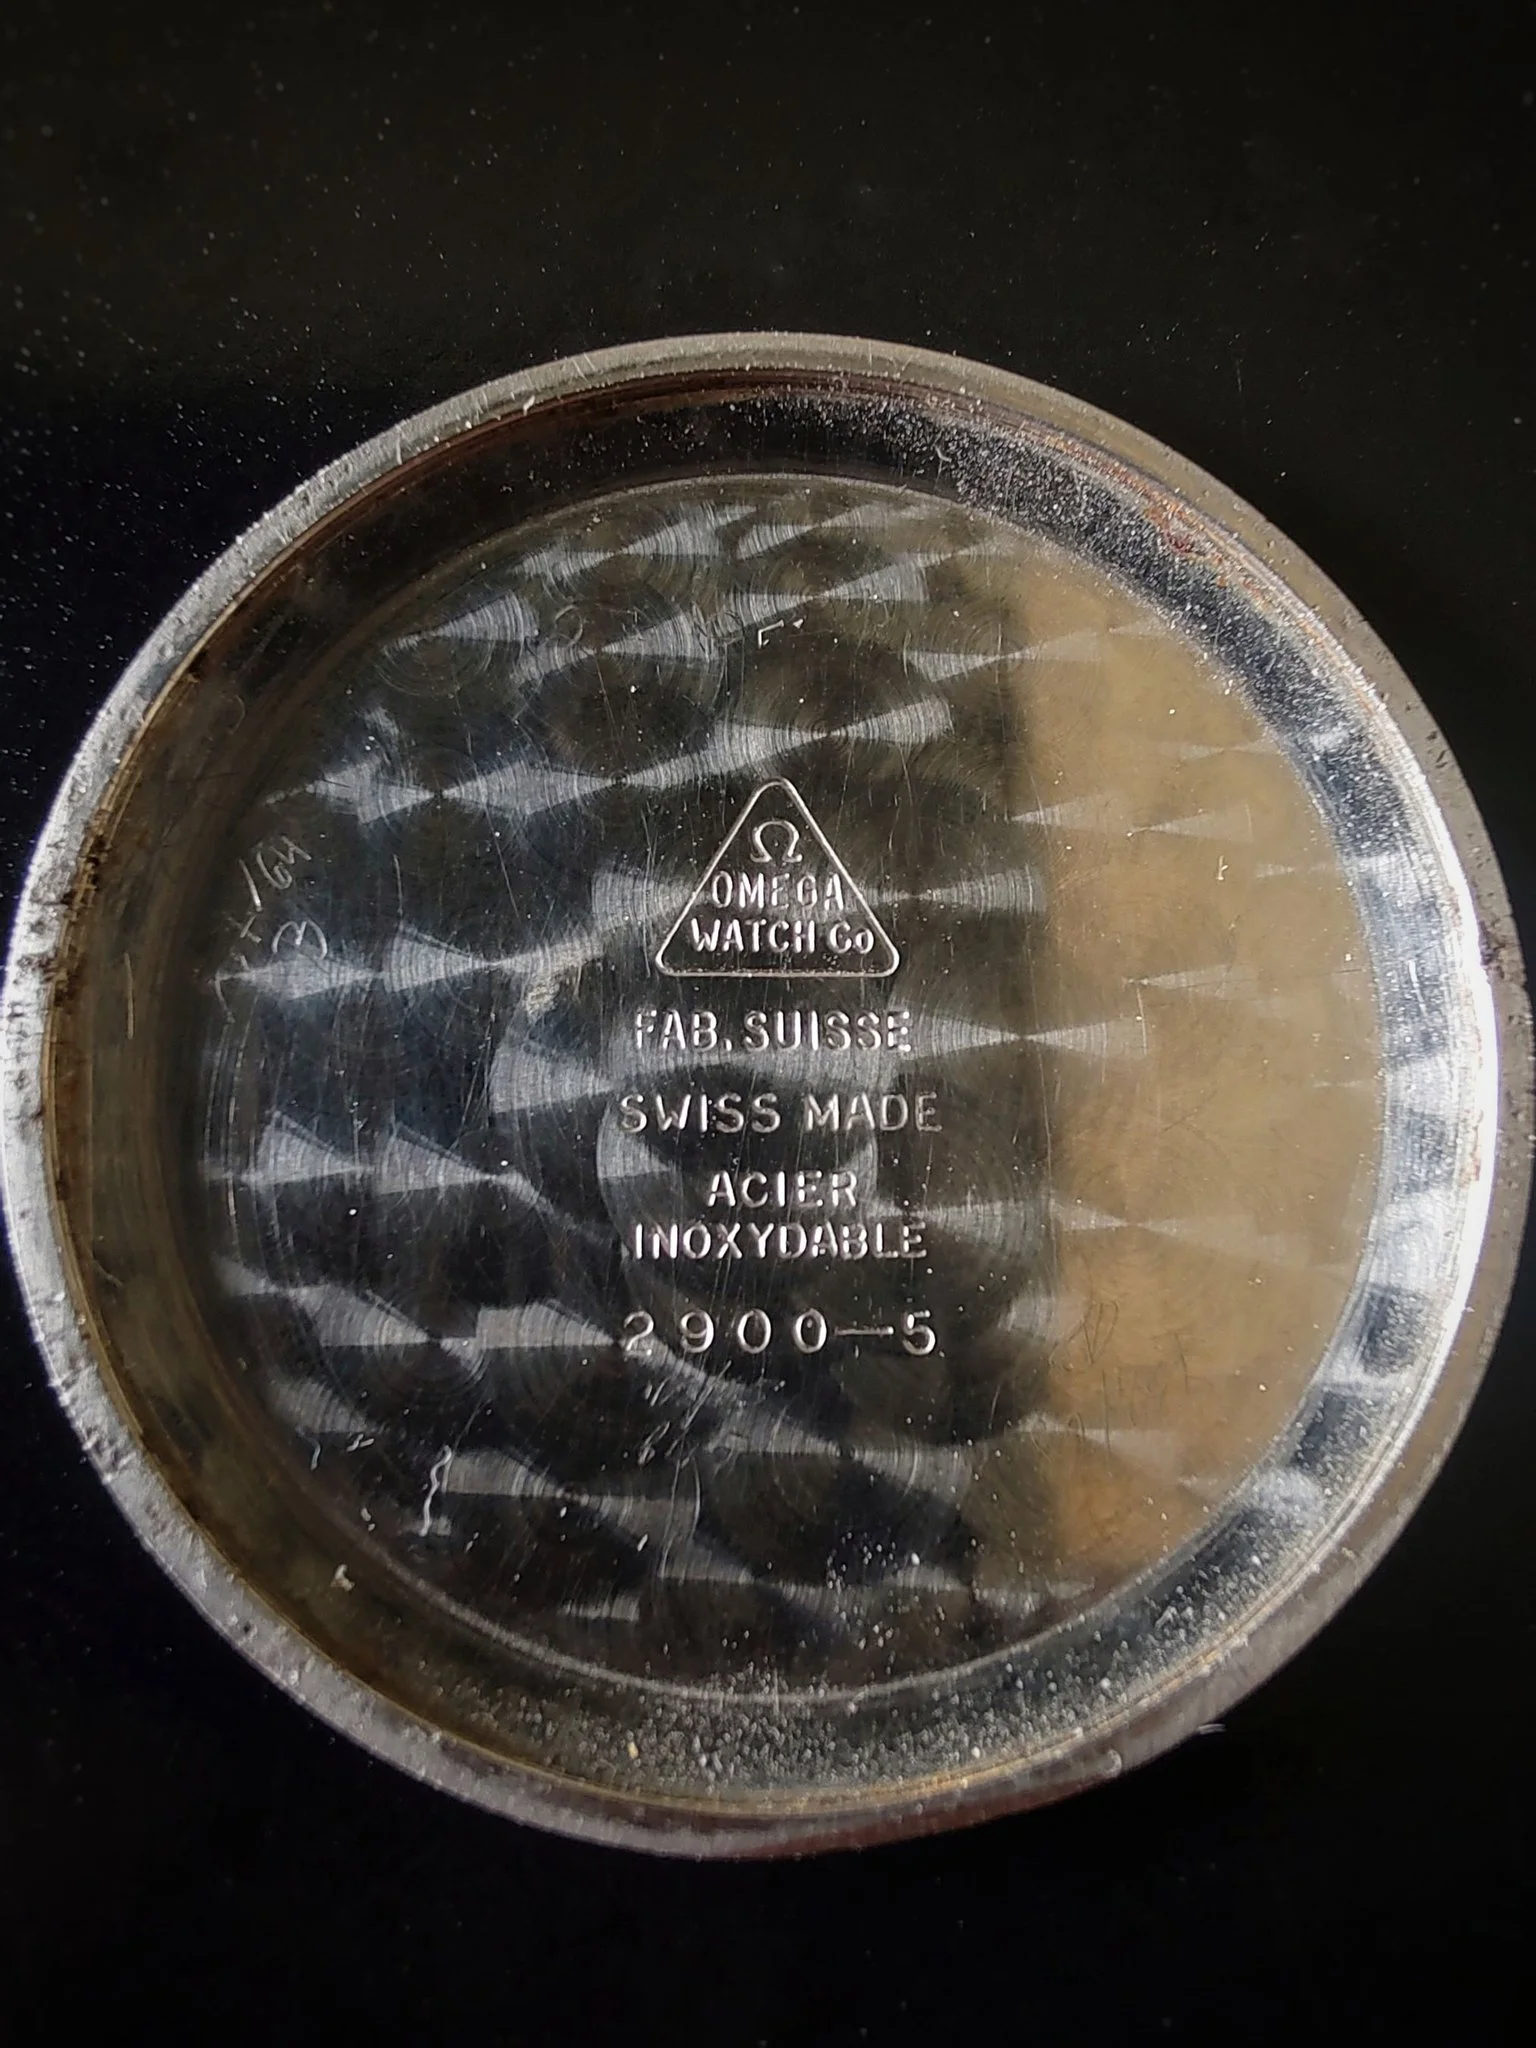 Ω
OMEGA
WATCH Co
FAB. SUISSE
SWISS MADE
ACIER
INOXYDABLE
2900-5